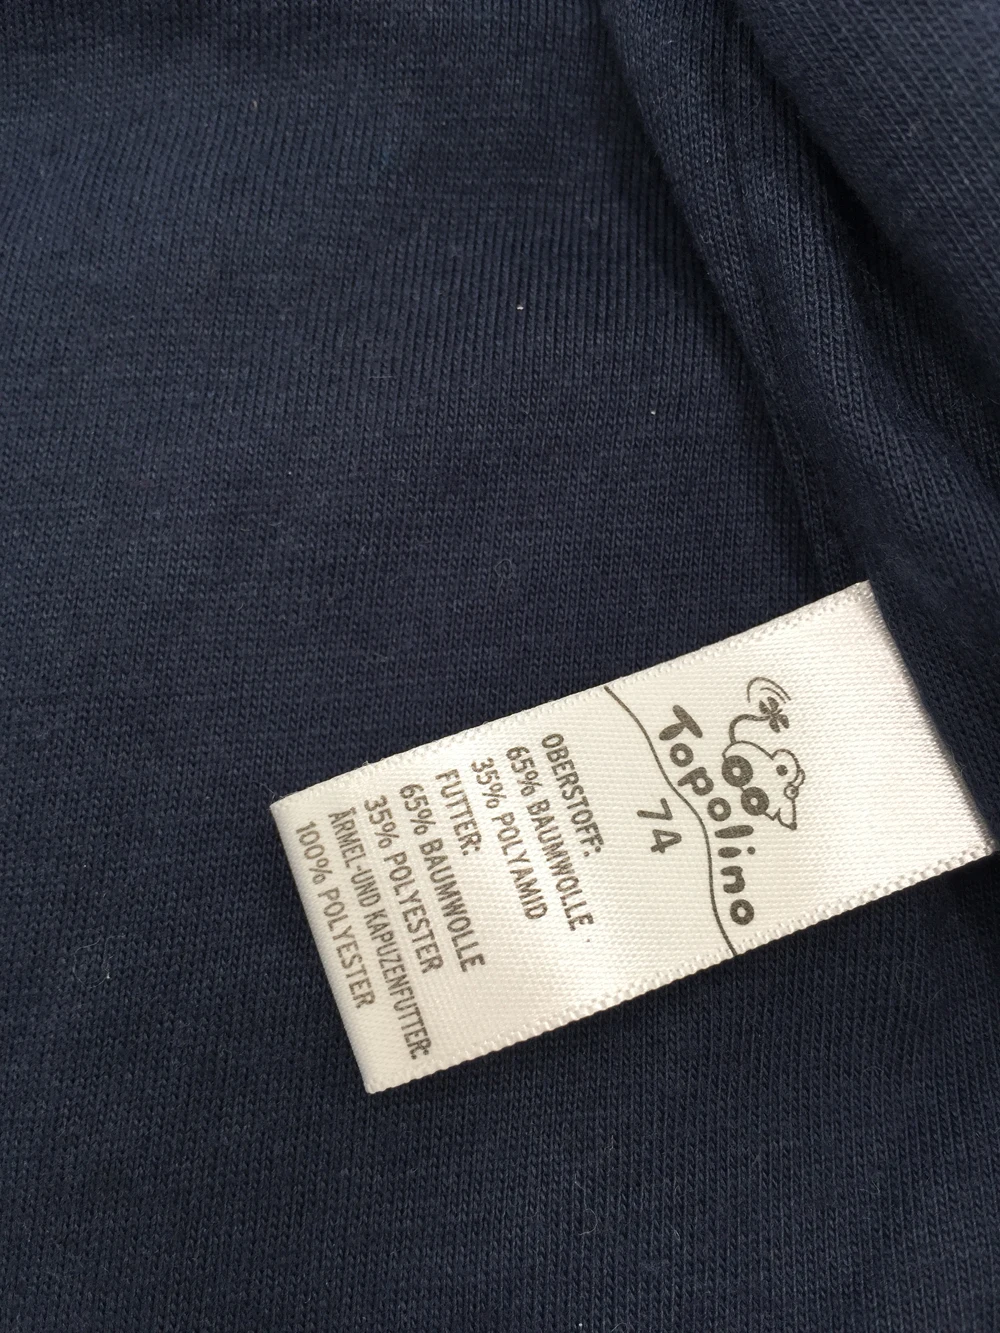 Topolino
74
OBERSTOFF:
65% BAUMWOLLE
35% POLYAMID
FUTTER:
65% BAUMWOLLE
35% POLYESTER
ÄRMEL-UND KAPUZENFUTTER:
100% POLYESTER